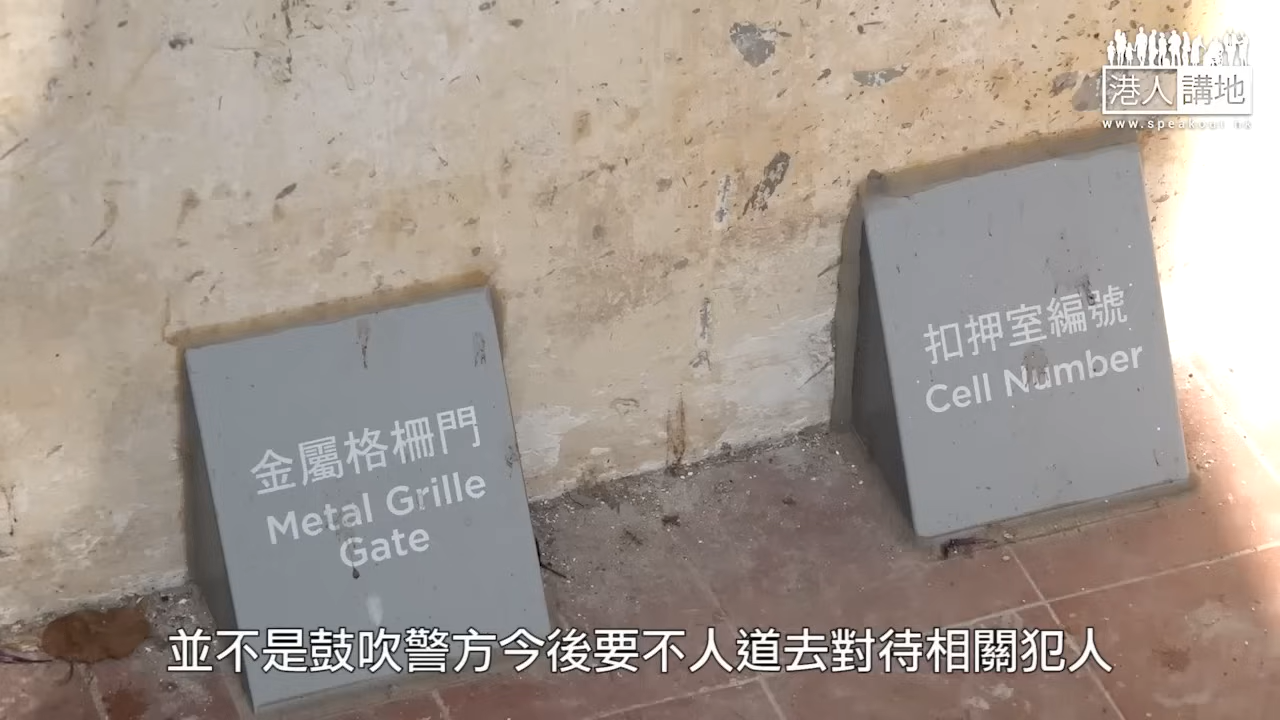 港人講地
www.speakout.hk
扣押室編號
Cell Number
金屬格柵門
Metal Grille
Gate
並不是鼓吹警方今後要不人道去對待相關犯人